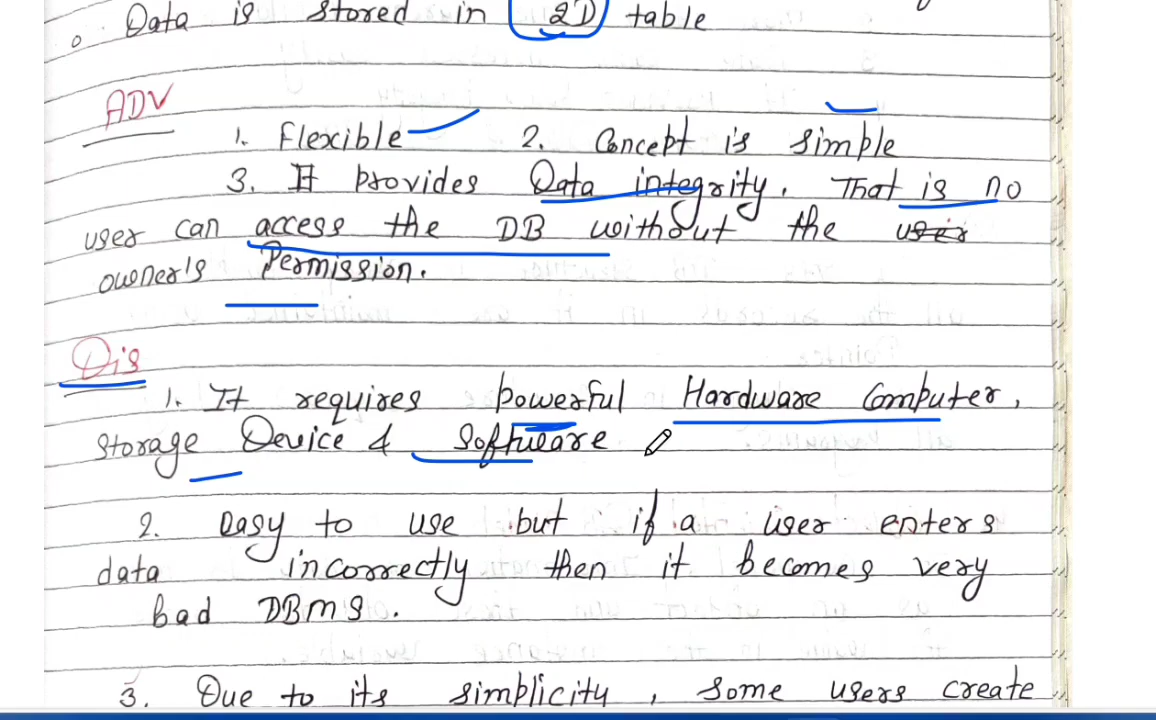 Data is stored in 2D table
ADV
1. Flexible 2. Concept is simple
3. It provides Data integrity. That is no
user can access the DB without the user
owner's Permission.
Dis
1. It requires powerful Hardware Computer,
Storage Device & Software
2. easy to use but if a user enters
data incorrectly then it becomes very
bad DBMS.
3. Due to its simplicity, some users create